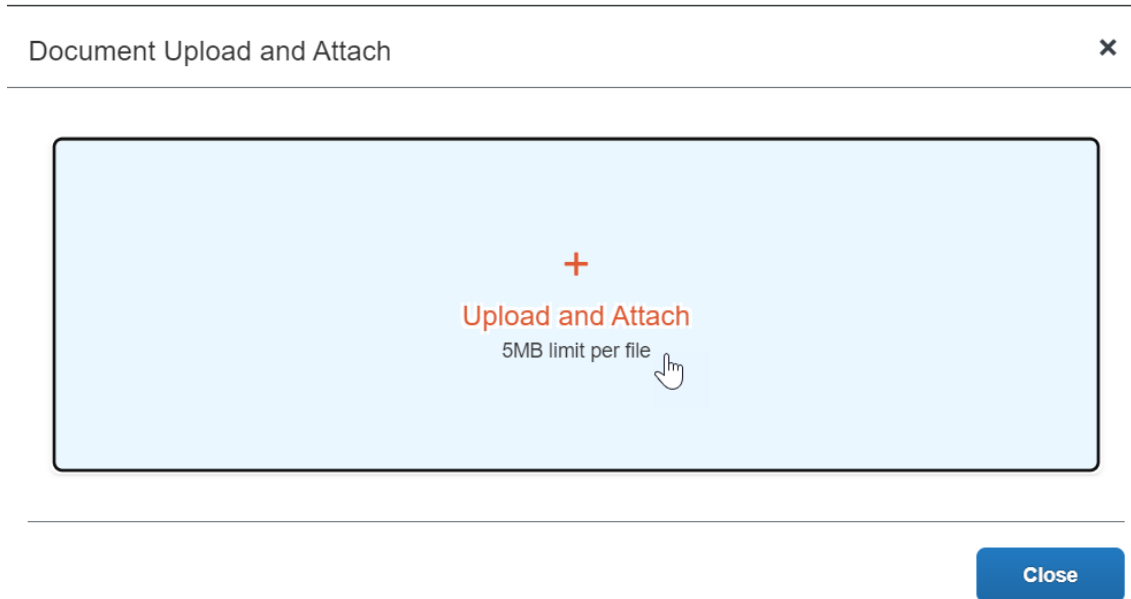 Document Upload and Attach
Upload and Attach
5MB limit per file
Close